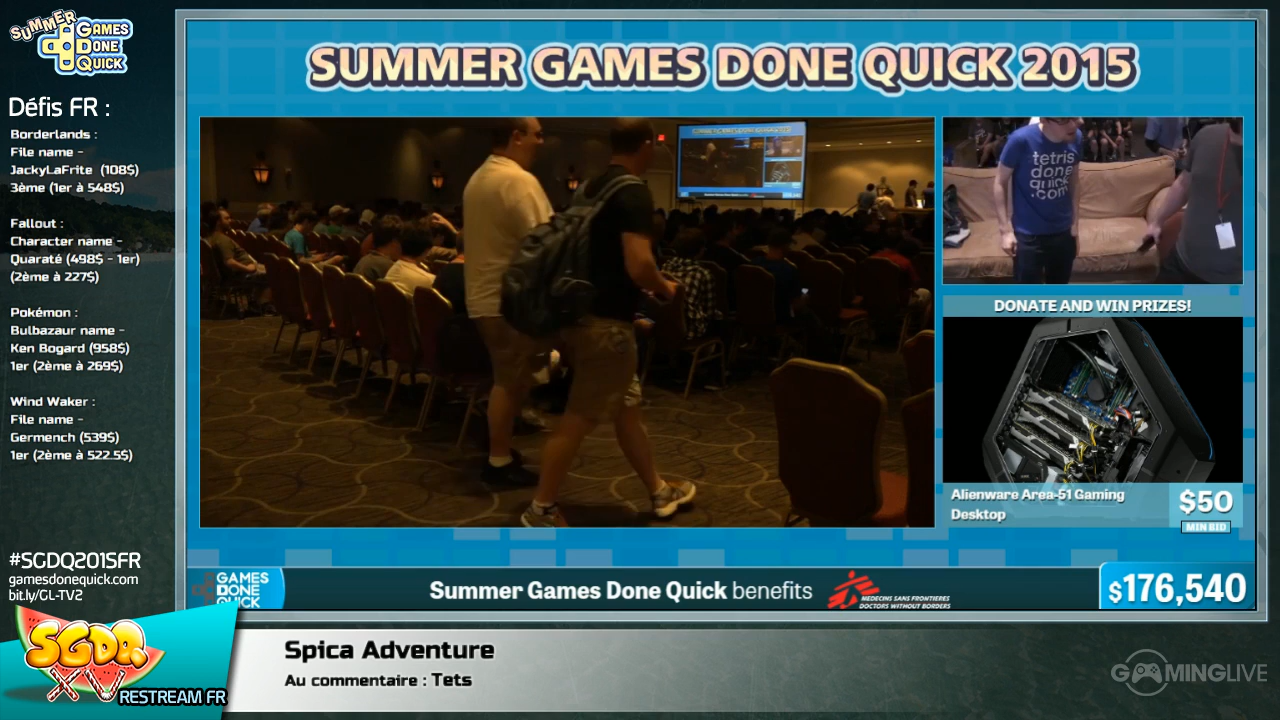 SUMMER
GAMES
DONE
QUICK
Défis FR :
Borderlands :
File name -
JackyLaFrite (108$)
3ème (1er à 548$)
Fallout :
Character name -
Quaraté (498$ - 1er)
(2ème à 227$)
Pokémon :
Bulbazaur name -
Ken Bogard (958$)
1er (2ème à 269$)
Wind Waker :
File name -
Germench (539$)
1er (2ème à 522.5$)
#SGDQ2015FR
gamesdonequick.com
bit.ly/GL-TV2
SGDQ
XV
RESTREAM FR
SUMMER GAMES DONE QUICK 2015
tetris
done
quick
.com
DONATE AND WIN PRIZES!
Alienware Area-51 Gaming
Desktop
$50
MIN BID
GAMES
DONE
QUICK
Summer Games Done Quick benefits
MEDECINS SANS FRONTIERES
DOCTORS WITHOUT BORDERS
$176,540
Spica Adventure
Au commentaire : Tets
GAMINGLIVE